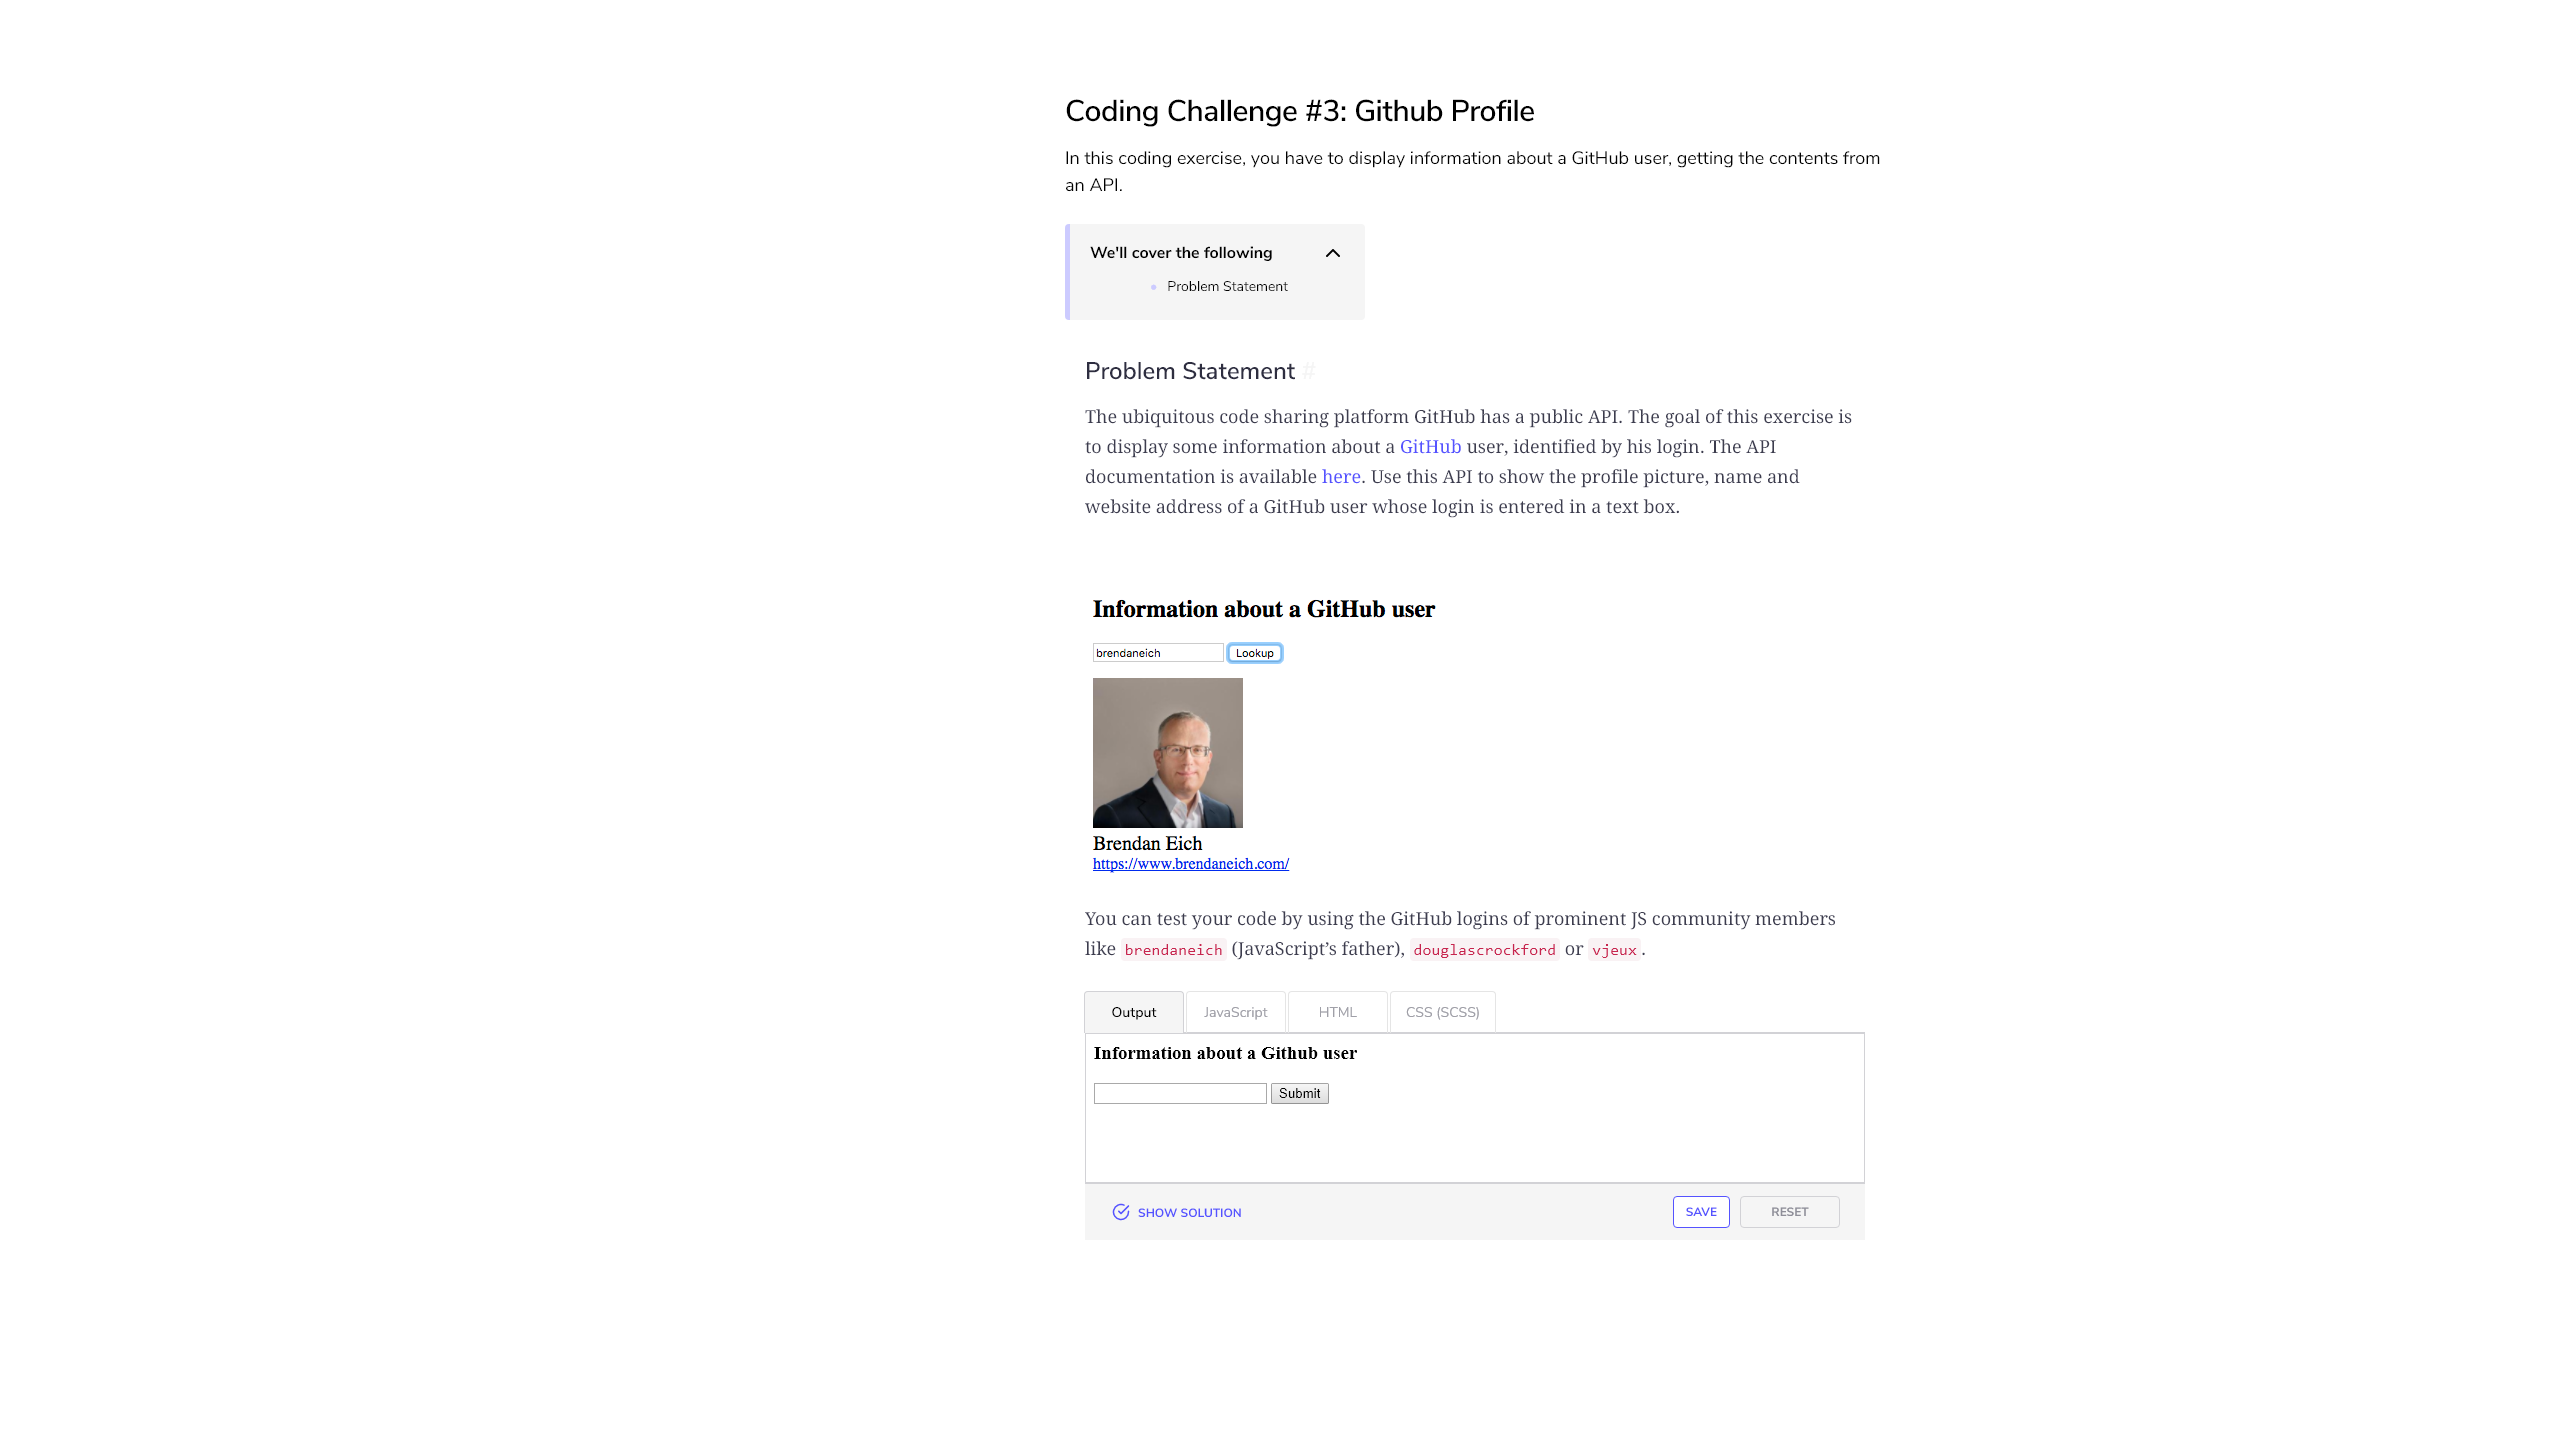 Coding Challenge #3: Github Profile
In this coding exercise, you have to display information about a GitHub user, getting the contents from
an API.
We'll cover the following
Problem Statement
Problem Statement #
The ubiquitous code sharing platform GitHub has a public API. The goal of this exercise is
to display some information about a GitHub user, identified by his login. The API
documentation is available here. Use this API to show the profile picture, name and
website address of a GitHub user whose login is entered in a text box.
Information about a GitHub user
brendaneich Lookup
Brendan Eich
https://www.brendaneich.com/
You can test your code by using the GitHub logins of prominent JS community members
like brendaneich (JavaScript’s father), douglascrockford or vjeux.
Output JavaScript HTML CSS (SCSS)
Information about a Github user
Submit
SHOW SOLUTION SAVE RESET